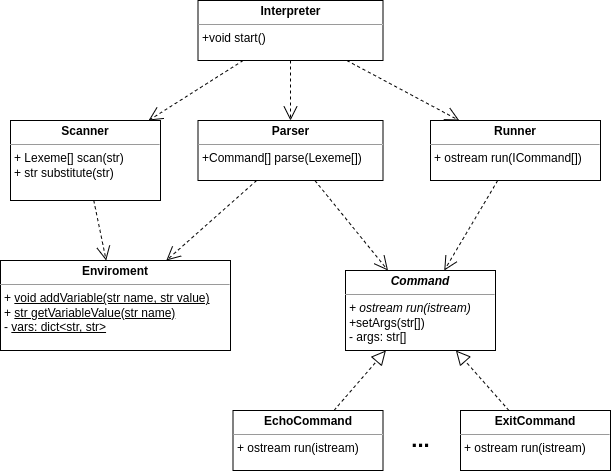 Interpreter
+void start()
Scanner
+ Lexeme[] scan(str)
+ str substitute(str)
Parser
+Command[] parse(Lexeme[])
Runner
+ ostream run(ICommand[])
Enviroment
+ void addVariable(str name, str value)
+ str getVariableValue(str name)
- vars: dict<str, str>
Command
+ ostream run(istream)
+setArgs(str[])
- args: str[]
EchoCommand
+ ostream run(istream)
...
ExitCommand
+ ostream run(istream)